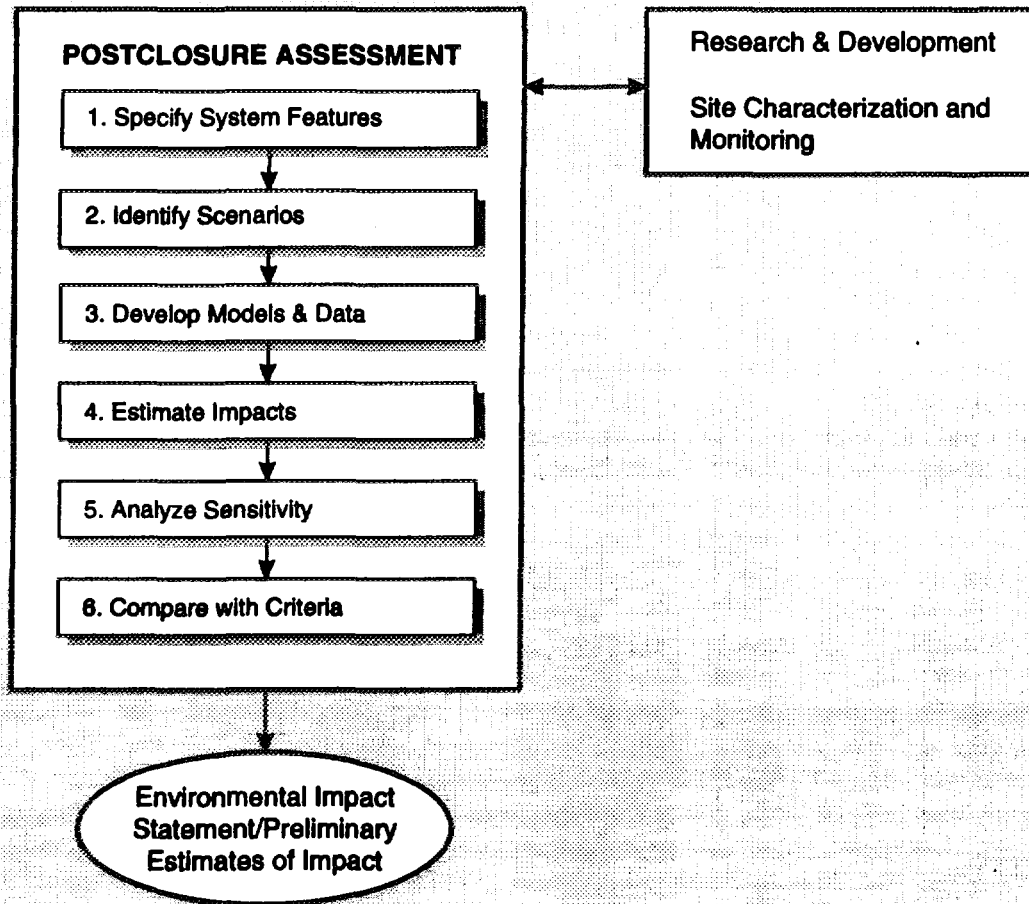 POSTCLOSURE ASSESSMENT
1. Specify System Features
2. Identify Scenarios
3. Develop Models & Data
4. Estimate Impacts
5. Analyze Sensitivity
6. Compare with Criteria
Research & Development
Site Characterization and
Monitoring
Environmental Impact
Statement/Preliminary
Estimates of Impact